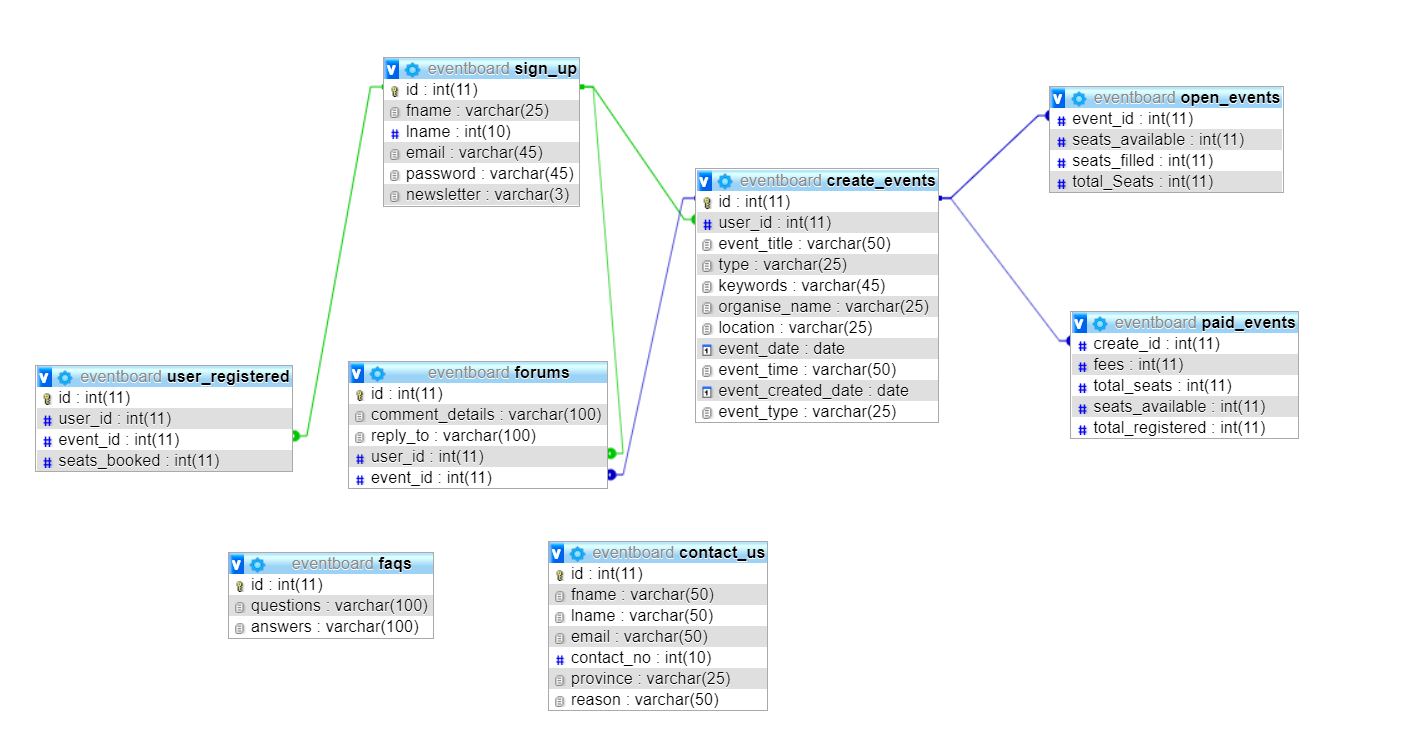 eventboard sign_up
id : int(11)
fname : varchar(25)
lname : int(10)
email : varchar(45)
password : varchar(45)
newsletter : varchar(3)
eventboard open_events
event_id : int(11)
seats_available : int(11)
seats_filled : int(11)
total_Seats : int(11)
eventboard create_events
id : int(11)
user_id : int(11)
event_title : varchar(50)
type : varchar(25)
keywords : varchar(45)
organise_name : varchar(25)
location : varchar(25)
event_date : date
event_time : varchar(50)
event_created_date : date
event_type : varchar(25)
eventboard paid_events
create_id : int(11)
fees : int(11)
total_seats : int(11)
seats_available : int(11)
total_registered : int(11)
eventboard user_registered
id : int(11)
user_id : int(11)
event_id : int(11)
seats_booked : int(11)
eventboard forums
id : int(11)
comment_details : varchar(100)
reply_to : varchar(100)
user_id : int(11)
event_id : int(11)
eventboard faqs
id : int(11)
questions : varchar(100)
answers : varchar(100)
eventboard contact_us
id : int(11)
fname : varchar(50)
lname : varchar(50)
email : varchar(50)
contact_no : int(10)
province : varchar(25)
reason : varchar(50)